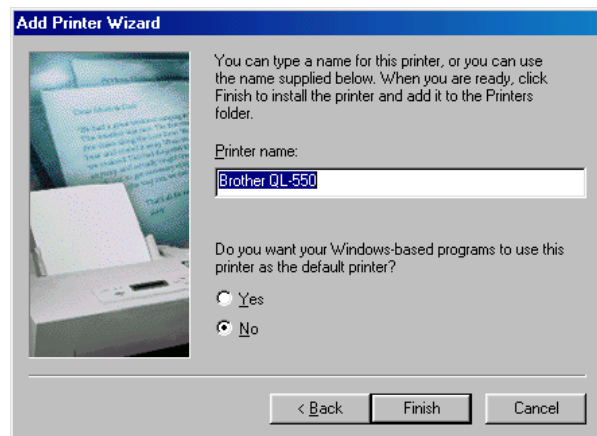 Add Printer Wizard
You can type a name for this printer, or you can use
the name supplied below. When you are ready, click
Finish to install the printer and add it to the Printers
folder.
Printer name:
Brother QL-550
Do you want your Windows-based programs to use this
printer as the default printer?
Yes
No
< Back
Finish
Cancel